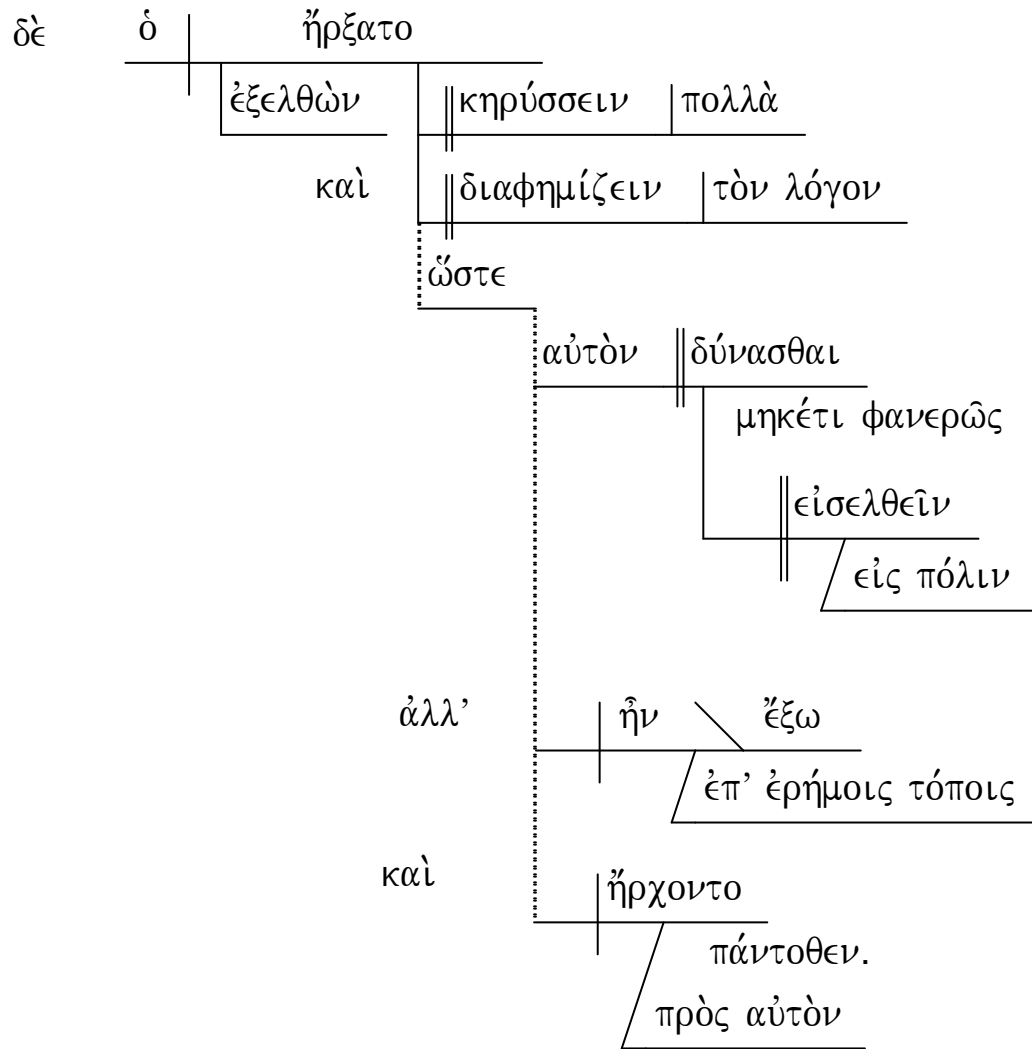 δὲ ὁ ἤρξατο
ἐξελθὼν κηρύσσειν πολλὰ
καὶ διαφημίζειν τὸν λόγον
ὥστε
αὐτὸν δύνασθαι
μηκέτι φανερῶς
εἰσελθεῖν
εἰς πόλιν
ἀλλ’ ἦν ἔξω
ἐπ’ ἐρήμοις τόποις
καὶ ἤρχοντο
πάντοθεν.
πρὸς αὐτὸν